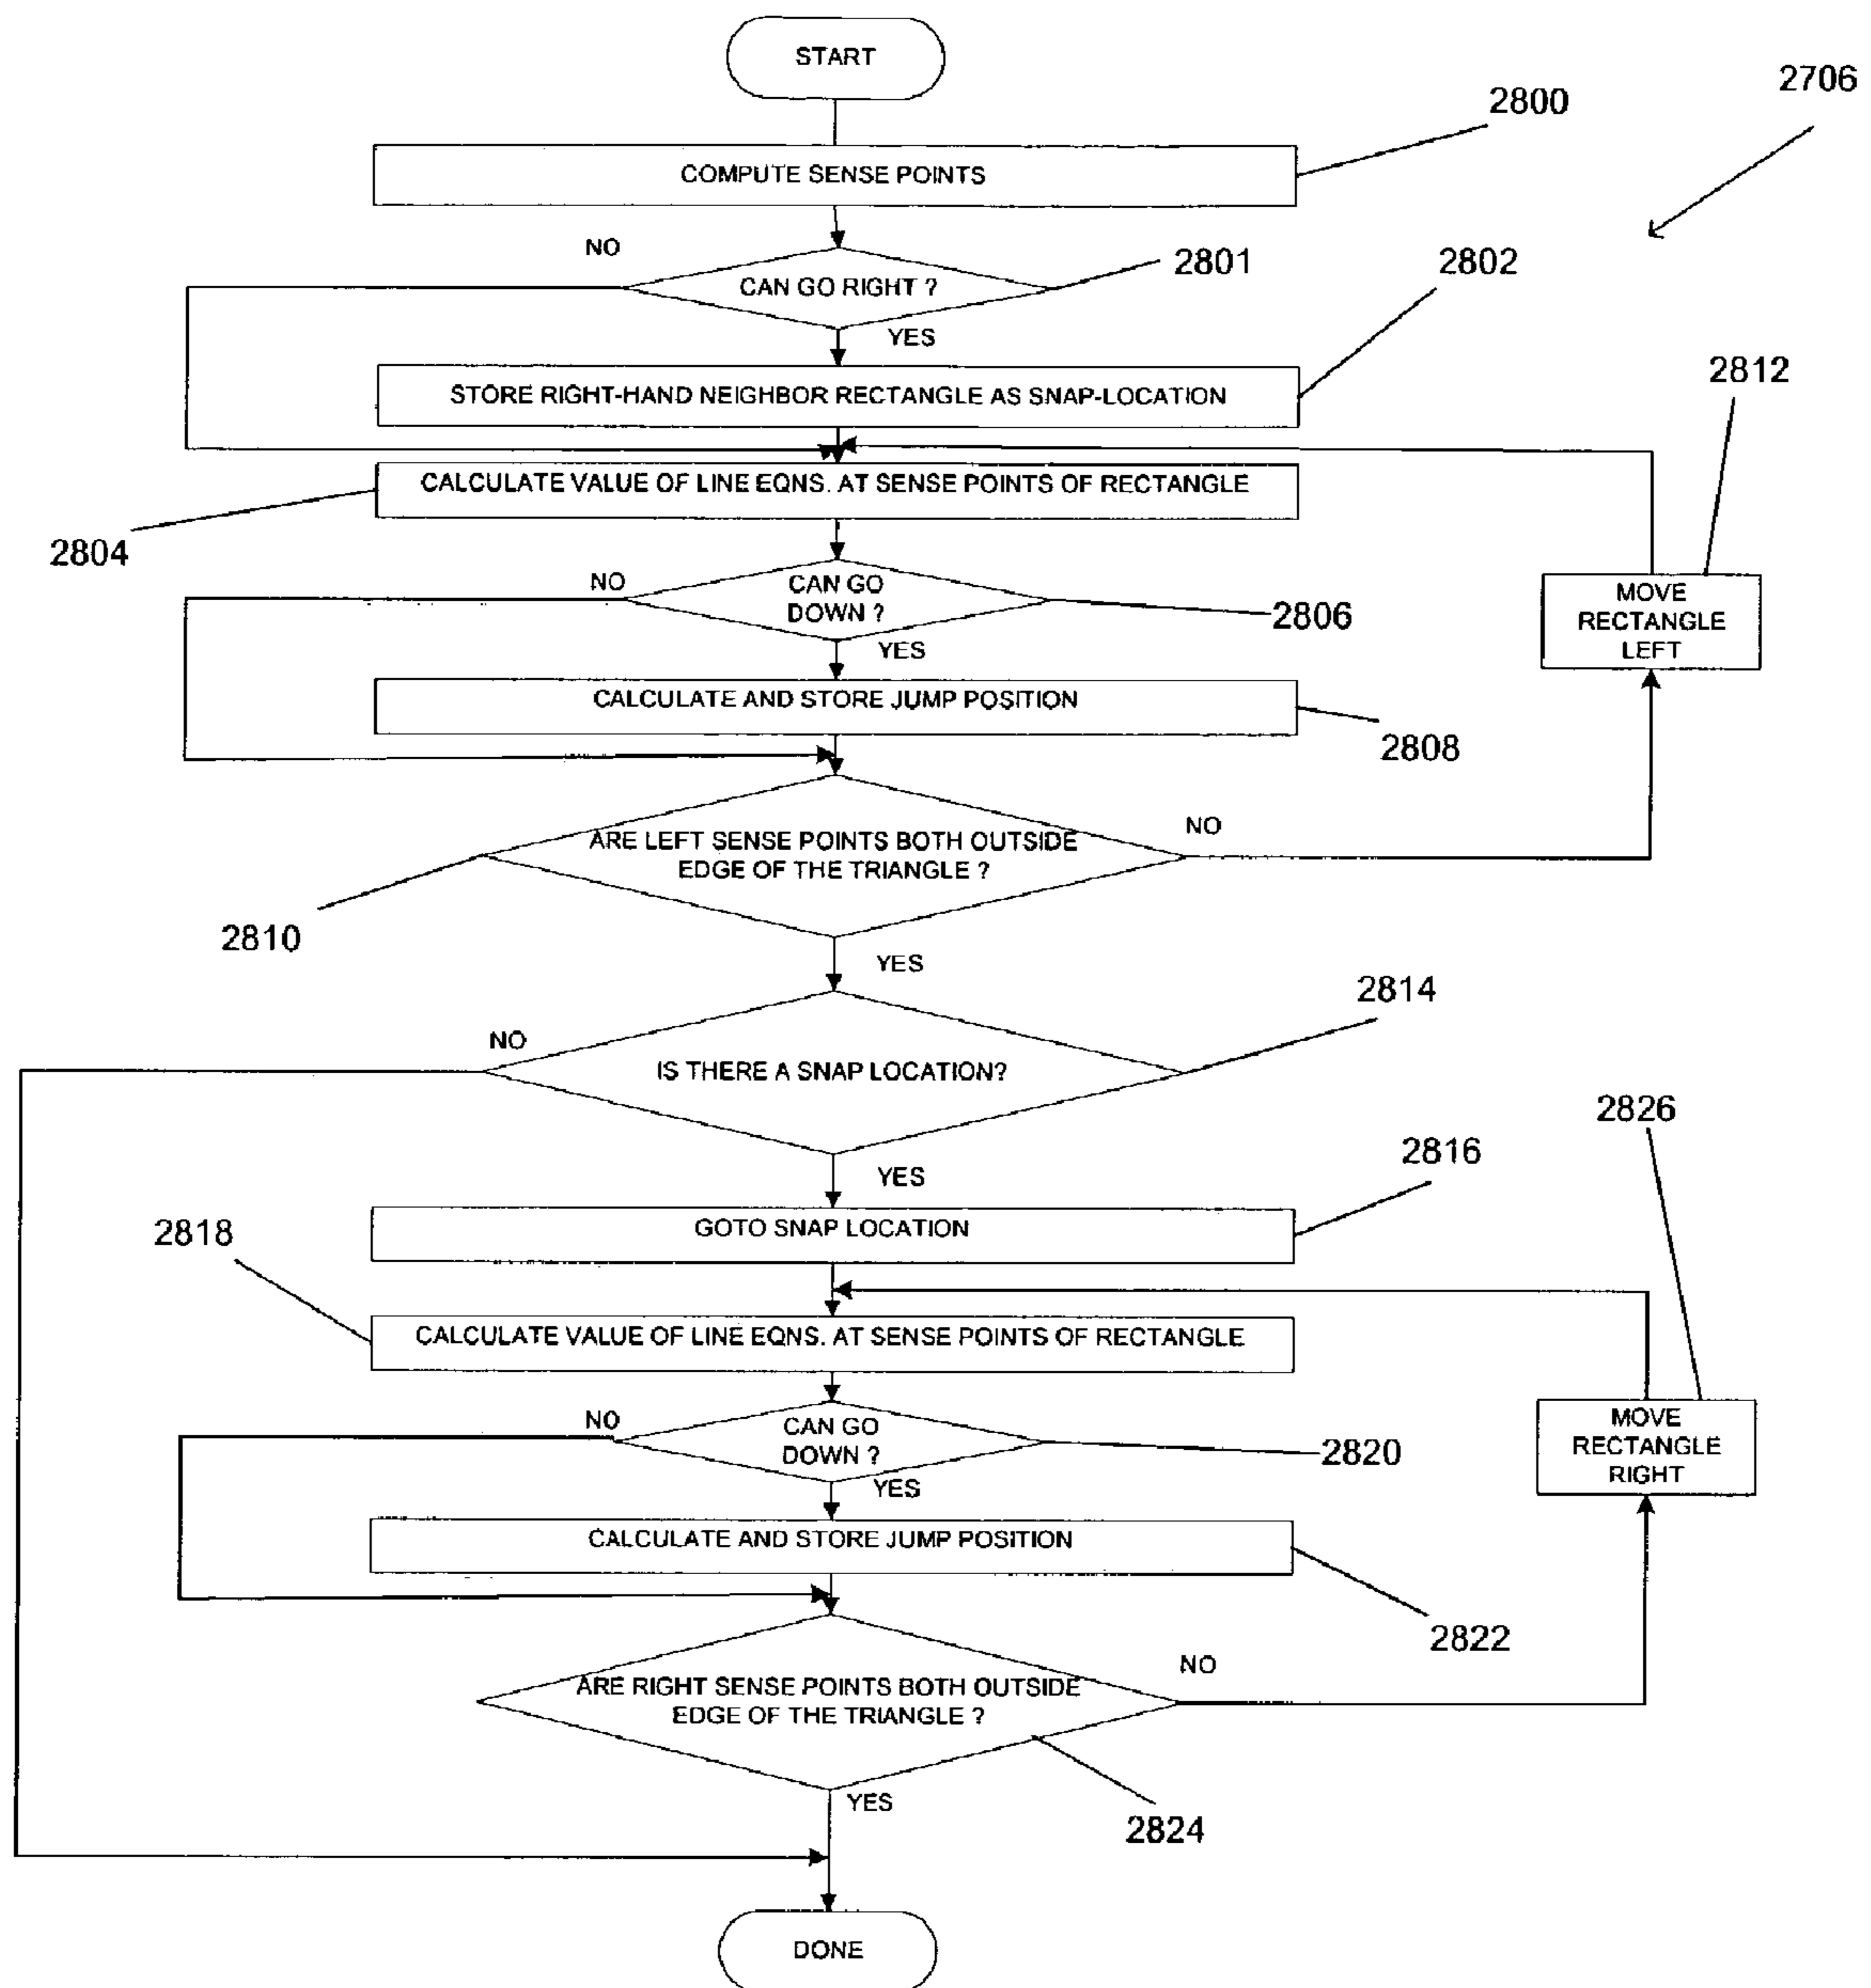 START
2706
2800
COMPUTE SENSE POINTS
NO
CAN GO RIGHT ?
2801
2802
YES
STORE RIGHT-HAND NEIGHBOR RECTANGLE AS SNAP-LOCATION
2812
CALCULATE VALUE OF LINE EQNS. AT SENSE POINTS OF RECTANGLE
2804
NO
CAN GO
DOWN ?
2806
MOVE
RECTANGLE
LEFT
YES
CALCULATE AND STORE JUMP POSITION
2808
ARE LEFT SENSE POINTS BOTH OUTSIDE
EDGE OF THE TRIANGLE ?
NO
2810
YES
2814
NO
IS THERE A SNAP LOCATION?
2826
2816
YES
2818
GOTO SNAP LOCATION
CALCULATE VALUE OF LINE EQNS. AT SENSE POINTS OF RECTANGLE
NO
CAN GO
DOWN ?
2820
MOVE
RECTANGLE
RIGHT
YES
CALCULATE AND STORE JUMP POSITION
2822
ARE RIGHT SENSE POINTS BOTH OUTSIDE
EDGE OF THE TRIANGLE ?
NO
YES
2824
DONE